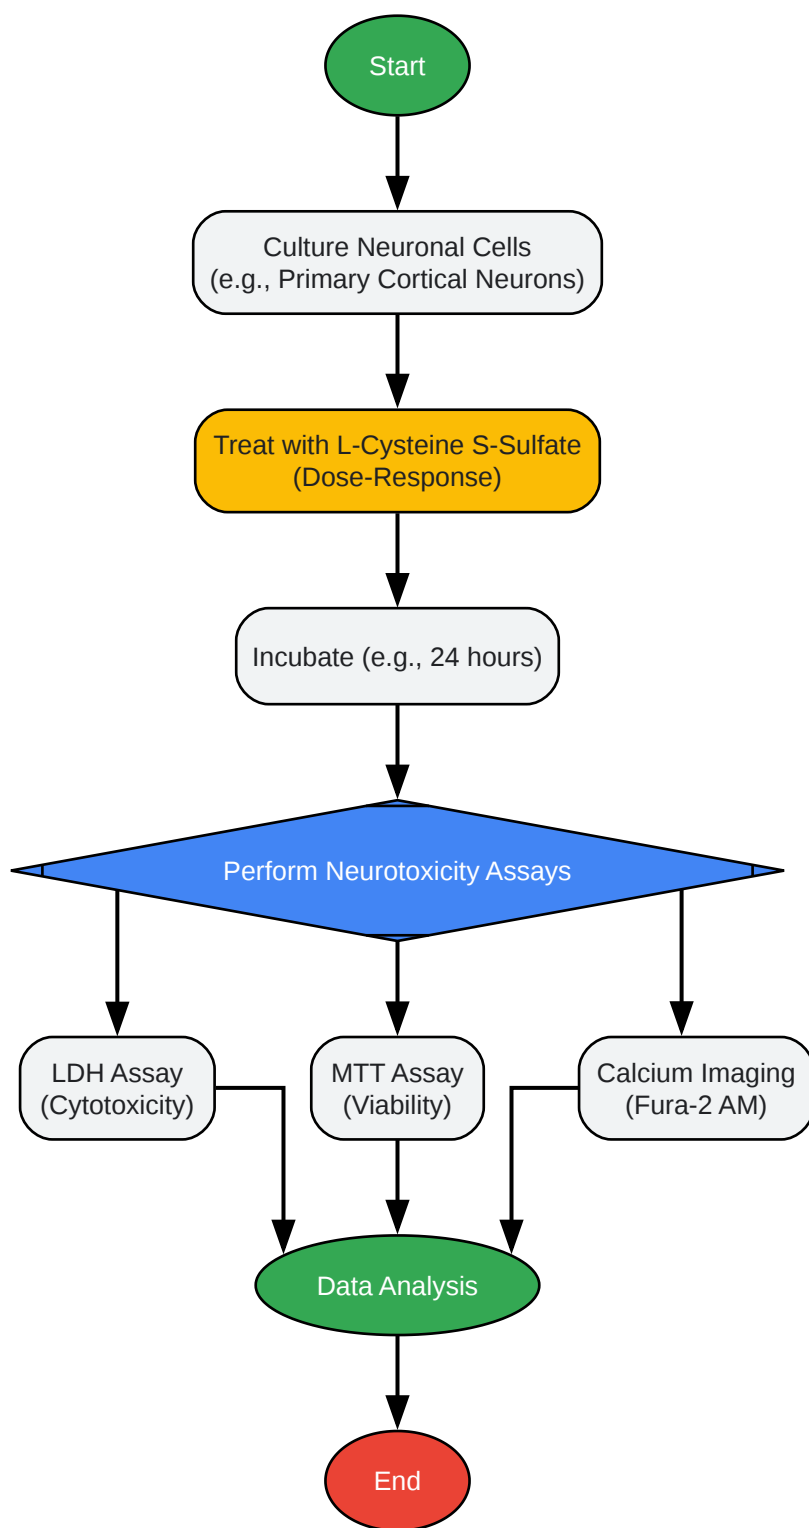 Start
Culture Neuronal Cells
(e.g., Primary Cortical Neurons)
Treat with L-Cysteine S-Sulfate
(Dose-Response)
Incubate (e.g., 24 hours)
Perform Neurotoxicity Assays
LDH Assay
(Cytotoxicity)
MTT Assay
(Viability)
Calcium Imaging
(Fura-2 AM)
Data Analysis
End